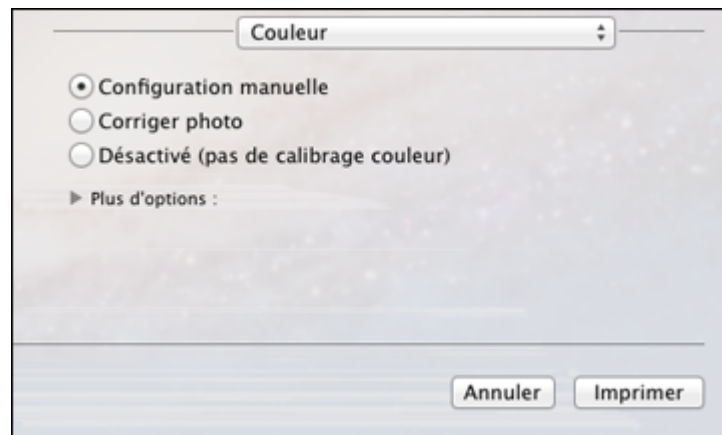 Couleur
Configuration manuelle
Corriger photo
Désactivé (pas de calibrage couleur)
Plus d'options :
Annuler Imprimer